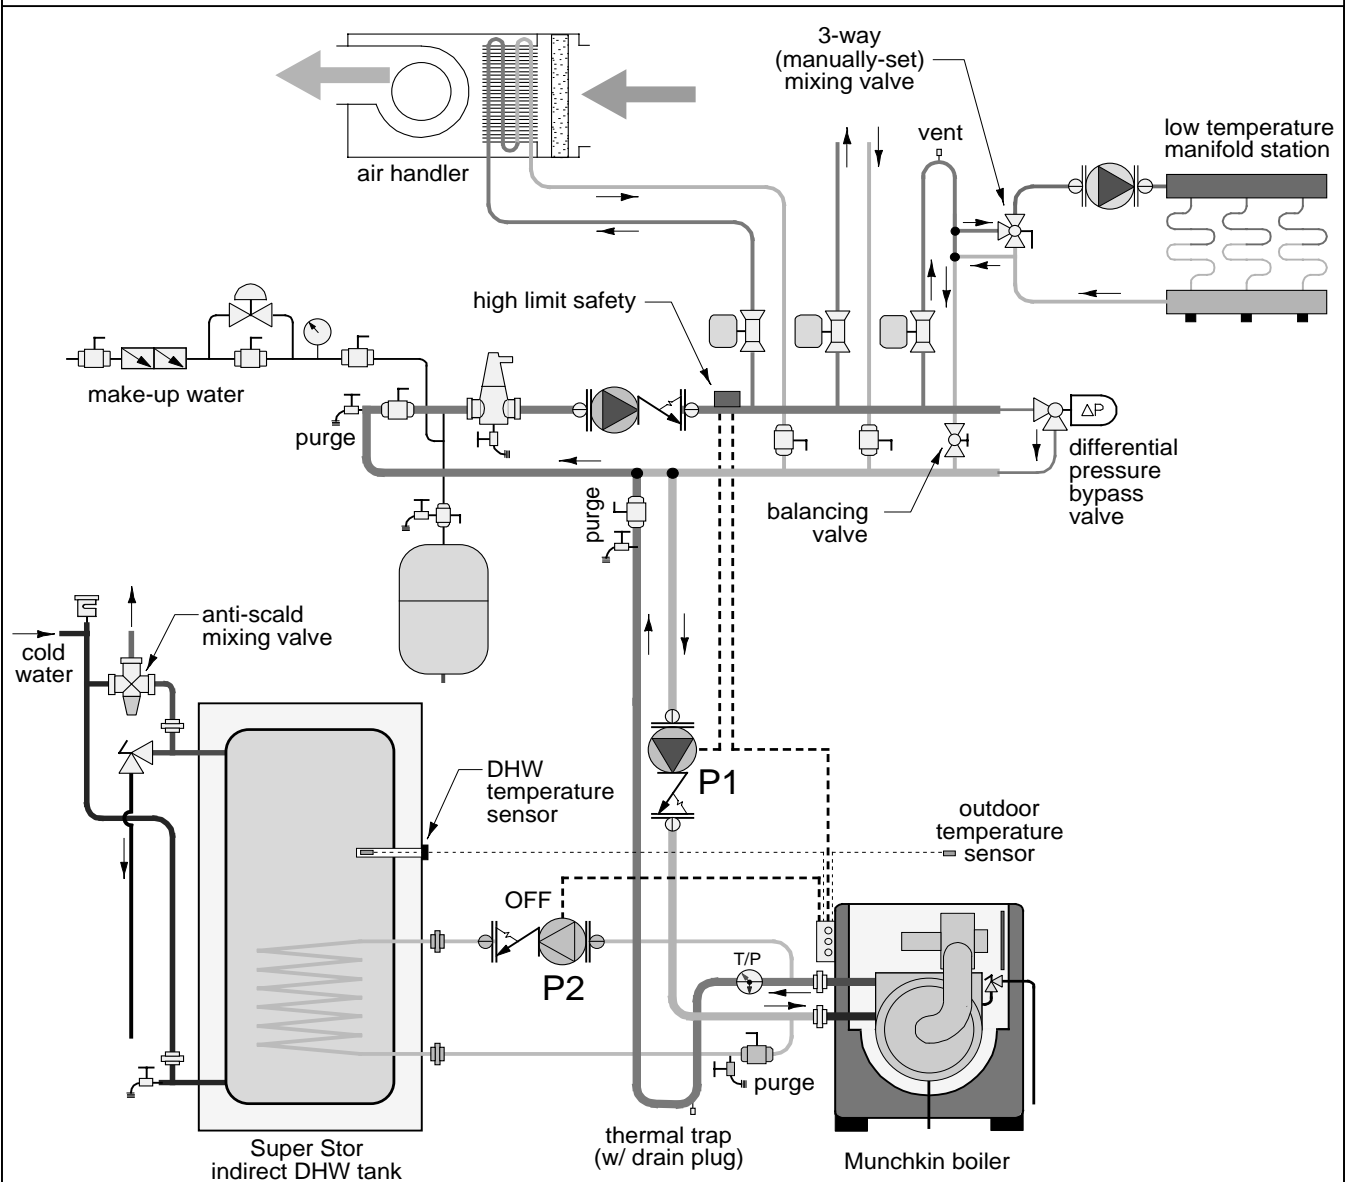 3-way
(manually-set)
mixing valve
vent
low temperature
manifold station
air handler
high limit safety
make-up water
purge
ΔP
differential
pressure
bypass
valve
purge
balancing
valve
anti-scald
mixing valve
cold
water
DHW
temperature
sensor
P1
outdoor
temperature
sensor
OFF
P2
T/P
purge
thermal trap
(w/ drain plug)
Super Stor
indirect DHW tank
Munchkin boiler